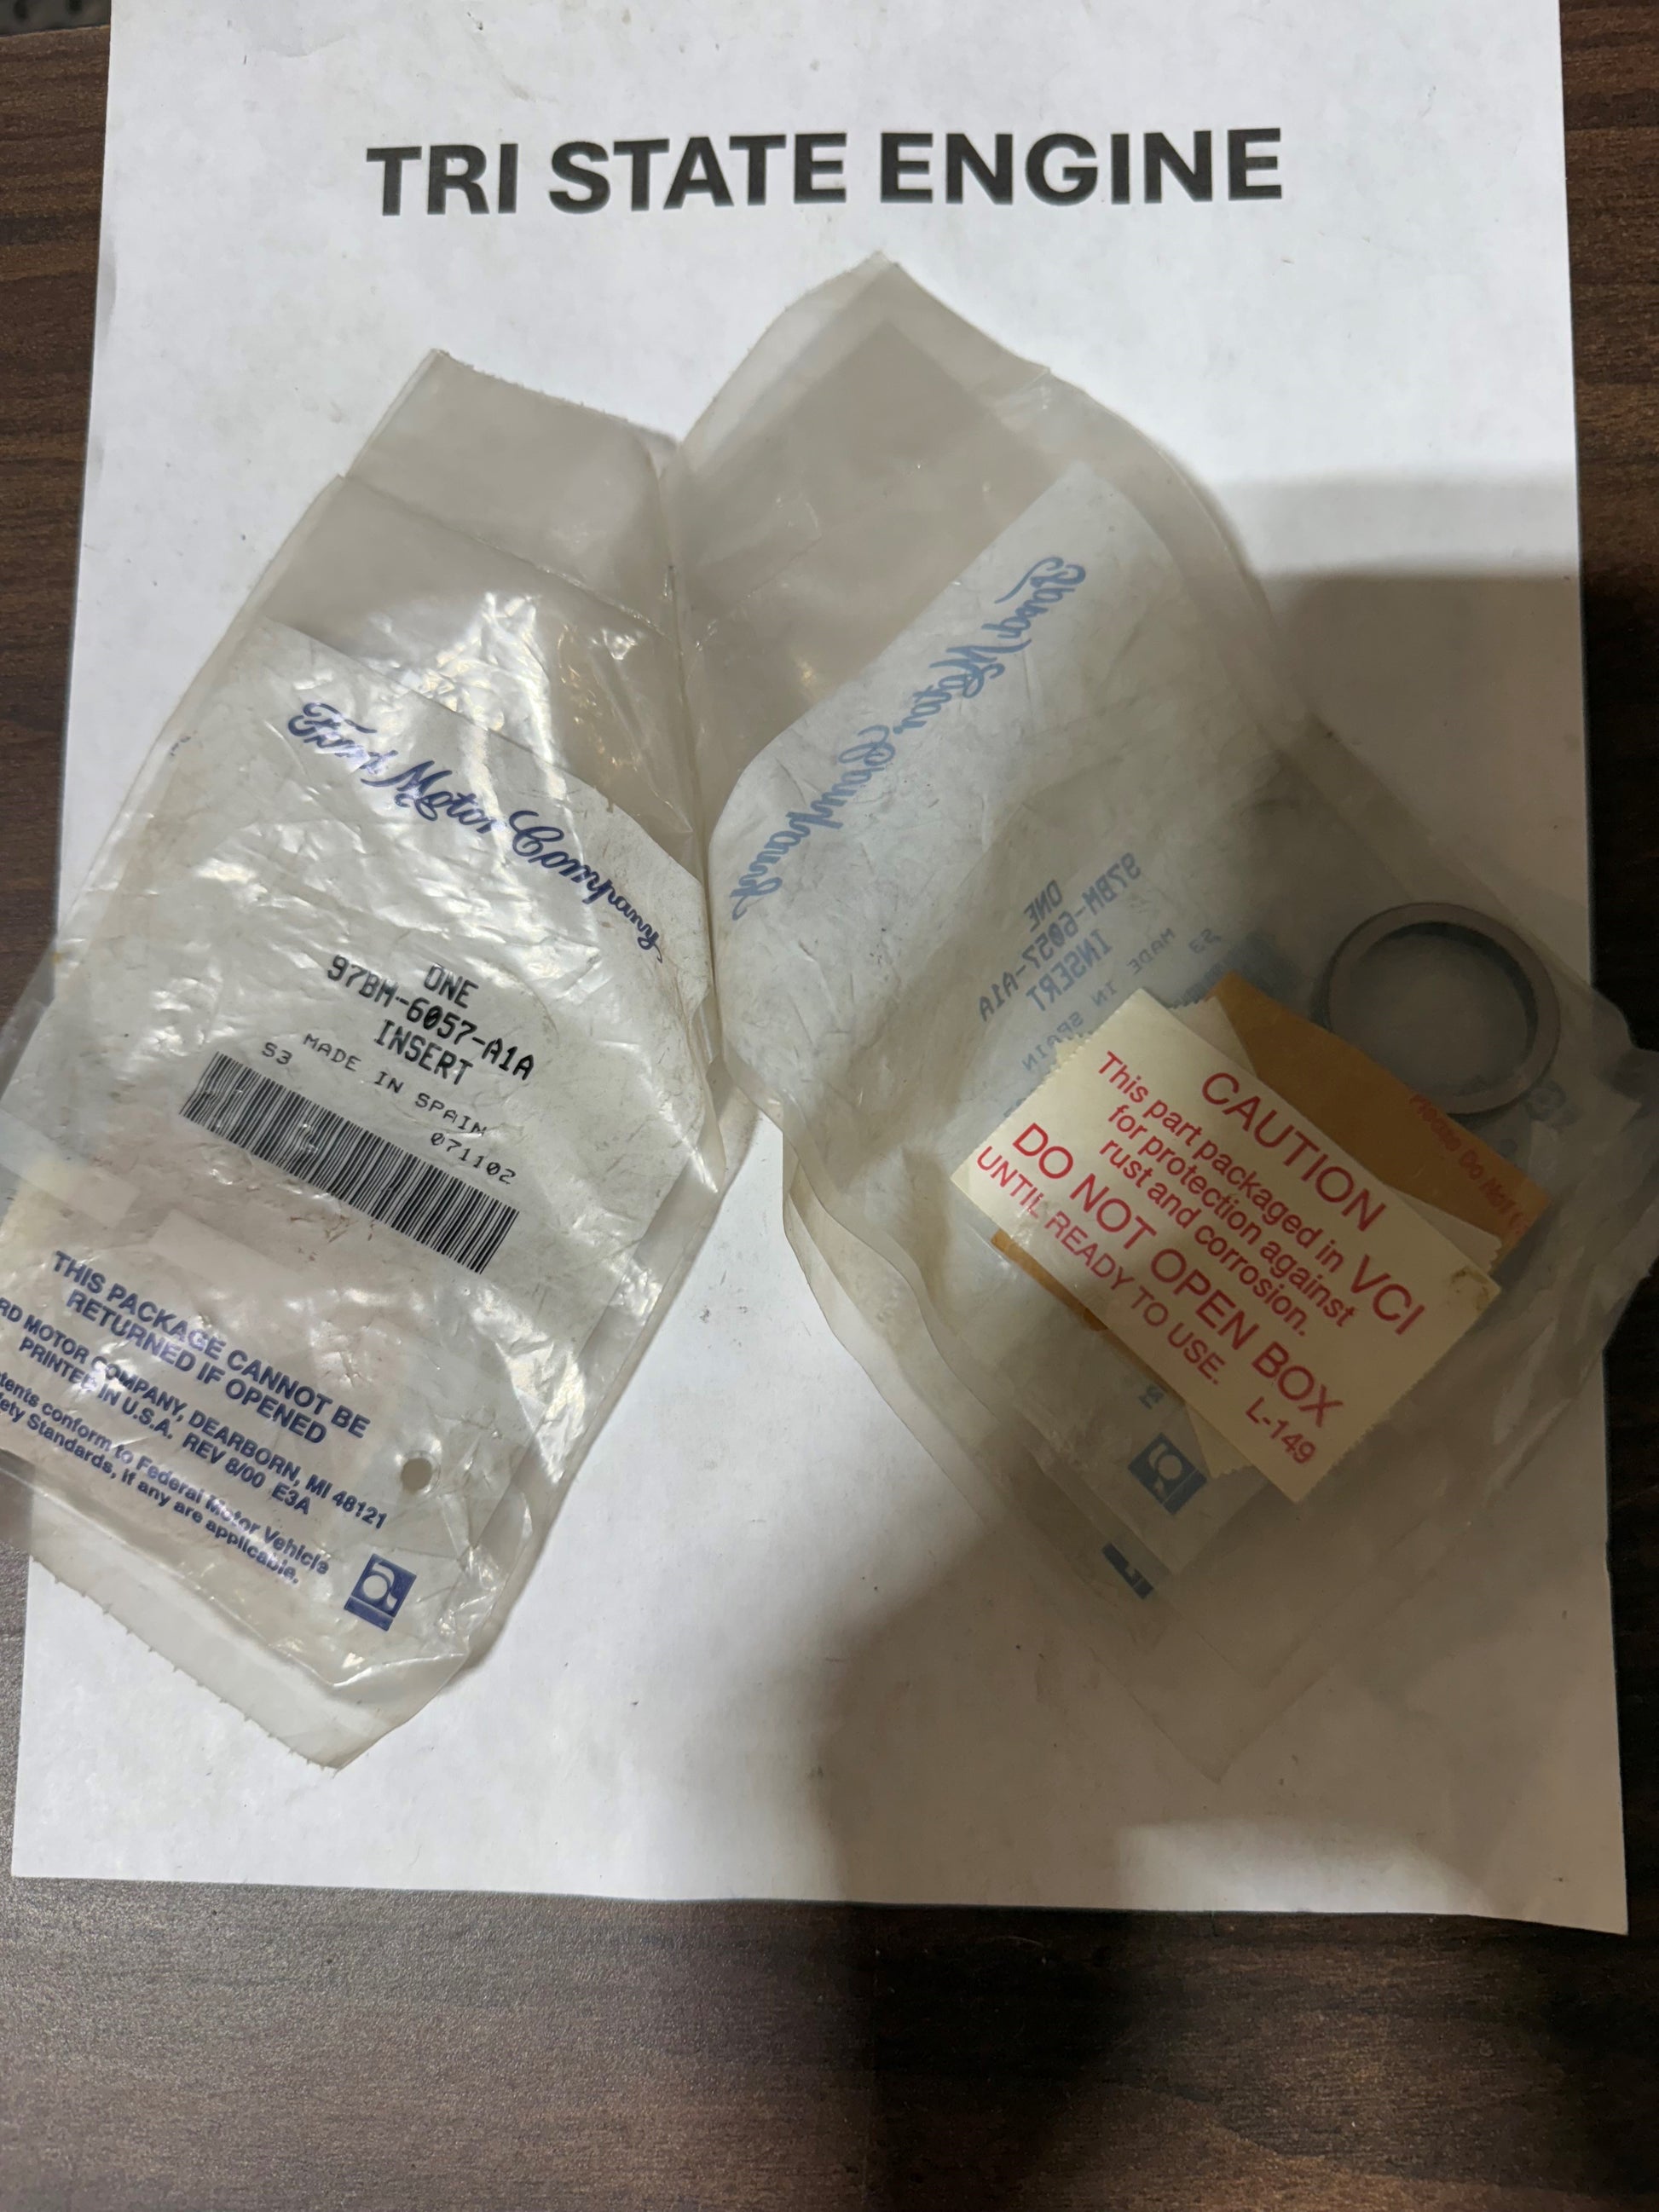 TRI STATE ENGINE
Ford Motor Company
ONE
97BM-6057-A1A
INSERT
MADE IN SPAIN
S3 071102
THIS PACKAGE CANNOT BE
RETURNED IF OPENED
RD MOTOR COMPANY, DEARBORN, MI 48121
PRINTED IN U.S.A. REV 8/00 E3A
tents conform to Federal Motor Vehicle
ety Standards, if any are applicable.
Ford Motor Company
ONE
97BM-6057-A1A
INSERT
S3 MADE IN SPAIN
Please Do Not
CAUTION
This part packaged in VCI
for protection against
rust and corrosion.
DO NOT OPEN BOX
UNTIL READY TO USE.
L-149